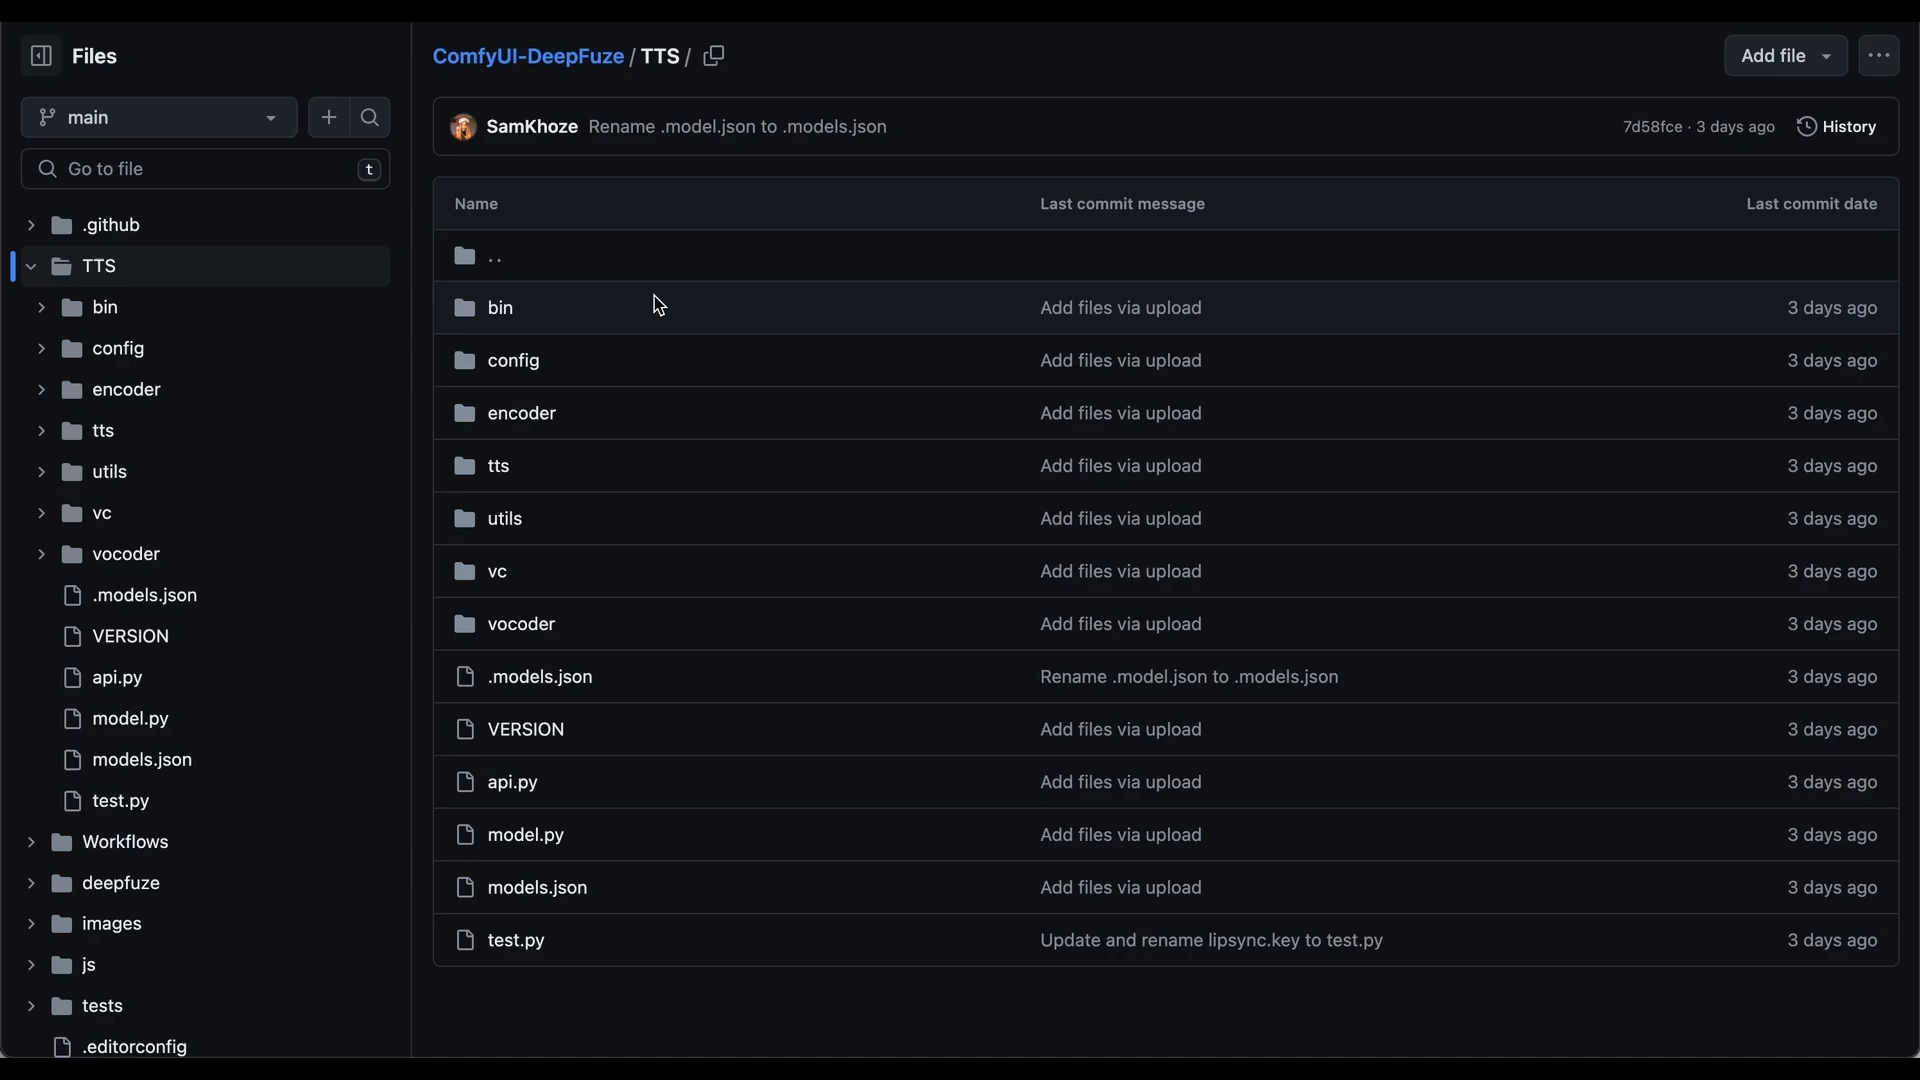 Files
main
Go to file
t
.github
TTS
bin
config
encoder
tts
utils
vc
vocoder
.models.json
VERSION
api.py
model.py
models.json
test.py
Workflows
deepfuze
images
js
tests
.editorconfig
ComfyUI-DeepFuze / TTS /
Add file
SamKhoze Rename .model.json to .models.json 7d58fce · 3 days ago History
Name Last commit message Last commit date
..
bin Add files via upload 3 days ago
config Add files via upload 3 days ago
encoder Add files via upload 3 days ago
tts Add files via upload 3 days ago
utils Add files via upload 3 days ago
vc Add files via upload 3 days ago
vocoder Add files via upload 3 days ago
.models.json Rename .model.json to .models.json 3 days ago
VERSION Add files via upload 3 days ago
api.py Add files via upload 3 days ago
model.py Add files via upload 3 days ago
models.json Add files via upload 3 days ago
test.py Update and rename lipsync.key to test.py 3 days ago